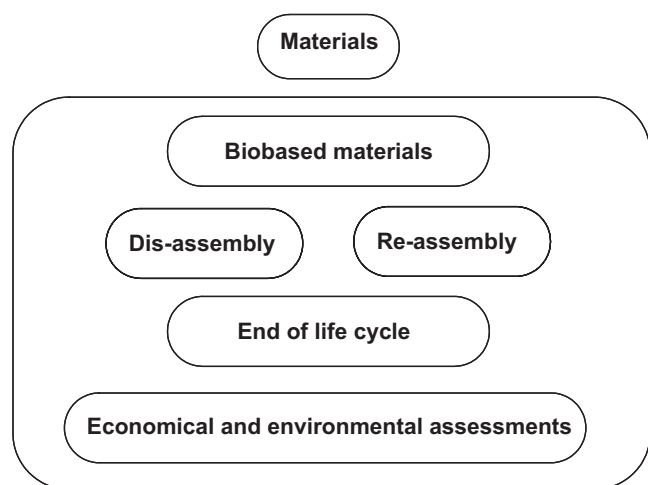 Materials
Biobased materials
Dis-assembly
Re-assembly
End of life cycle
Economical and environmental assessments